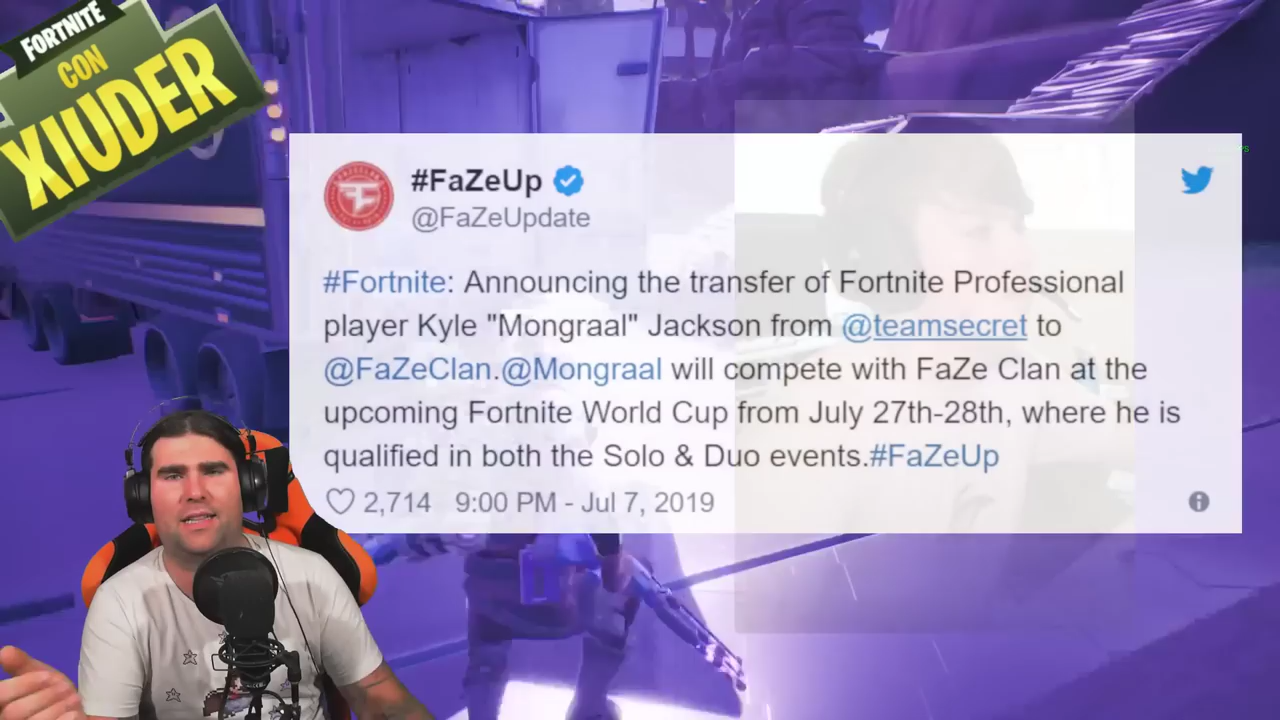 FORTNITE
CON
XIUDER
#FaZeUp
@FaZeUpdate
#Fortnite: Announcing the transfer of Fortnite Professional
player Kyle "Mongraal" Jackson from @teamsecret to
@FaZeClan.@Mongraal will compete with FaZe Clan at the
upcoming Fortnite World Cup from July 27th-28th, where he is
qualified in both the Solo & Duo events.#FaZeUp
2,714 9:00 PM - Jul 7, 2019